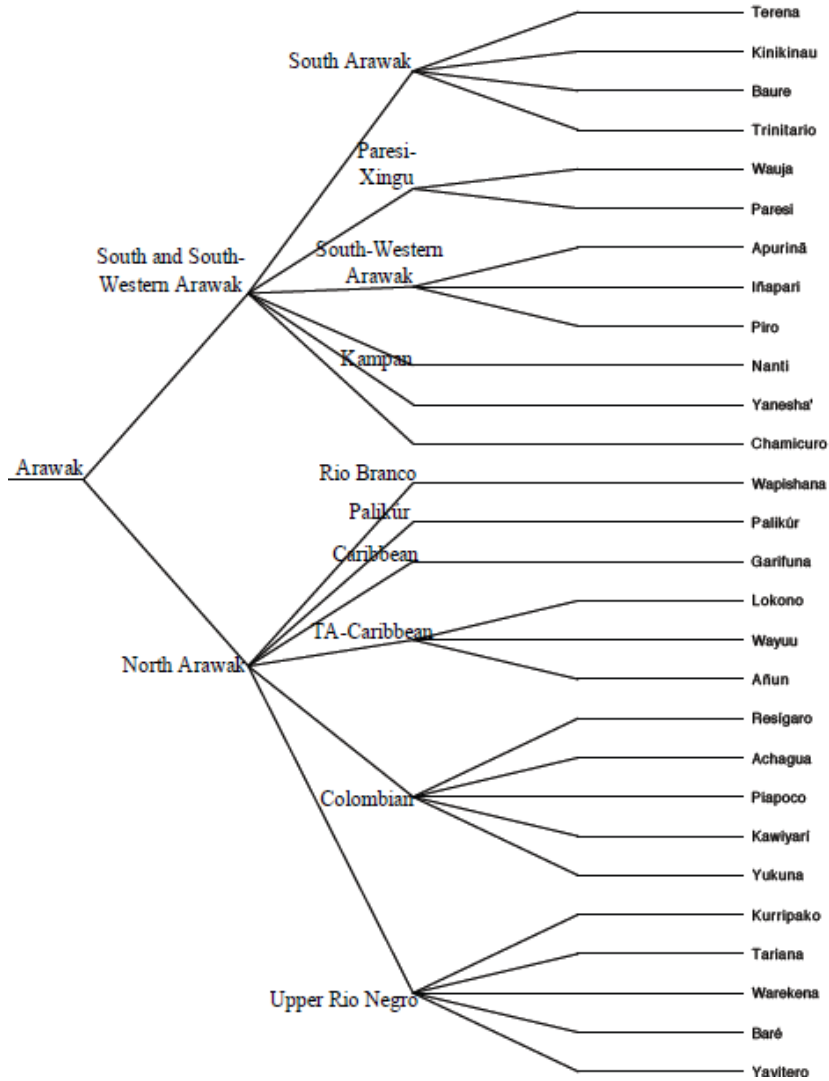 Terena
South Arawak
Kinikinau
Baure
Trinitario
Paresi-
Xingu
Wauja
Paresi
South and South-
Western Arawak
South-Western
Arawak
Apurinã
Iñapari
Piro
Kampan
Nanti
Yanesha'
Chamicuro
Arawak
Rio Branco
Wapishana
Palikúr
Palikúr
Caribbean
Garifuna
Lokono
TA-Caribbean
Wayuu
North Arawak
Añun
Resígaro
Achagua
Colombian
Piapoco
Kawiyarí
Yukuna
Kurripako
Tariana
Upper Rio Negro
Warekena
Baré
Yavitero